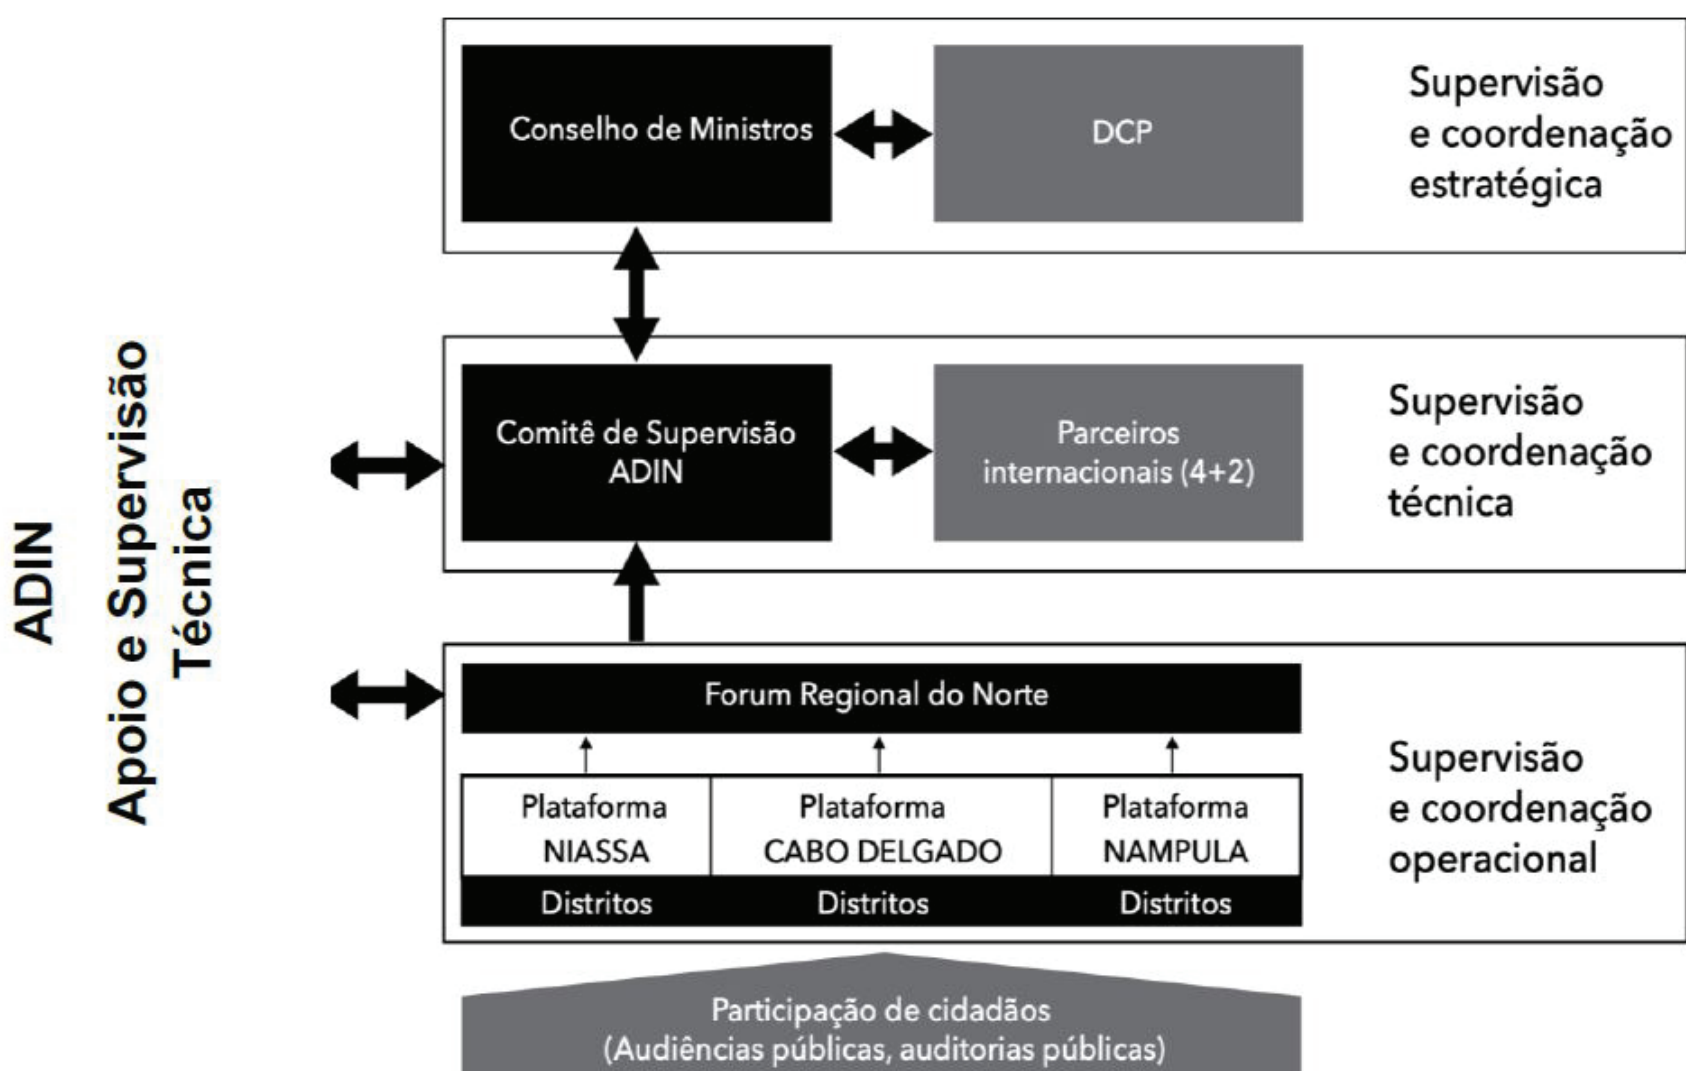 Conselho de Ministros
DCP
Supervisão
e coordenação
estratégica
ADIN
Apoio e Supervisão
Técnica
Comitê de Supervisão
ADIN
Parceiros
internacionais (4+2)
Supervisão
e coordenação
técnica
Forum Regional do Norte
Plataforma
NIASSA
Plataforma
CABO DELGADO
Plataforma
NAMPULA
Distritos
Distritos
Distritos
Supervisão
e coordenação
operacional
Participação de cidadãos
(Audiências públicas, auditorias públicas)